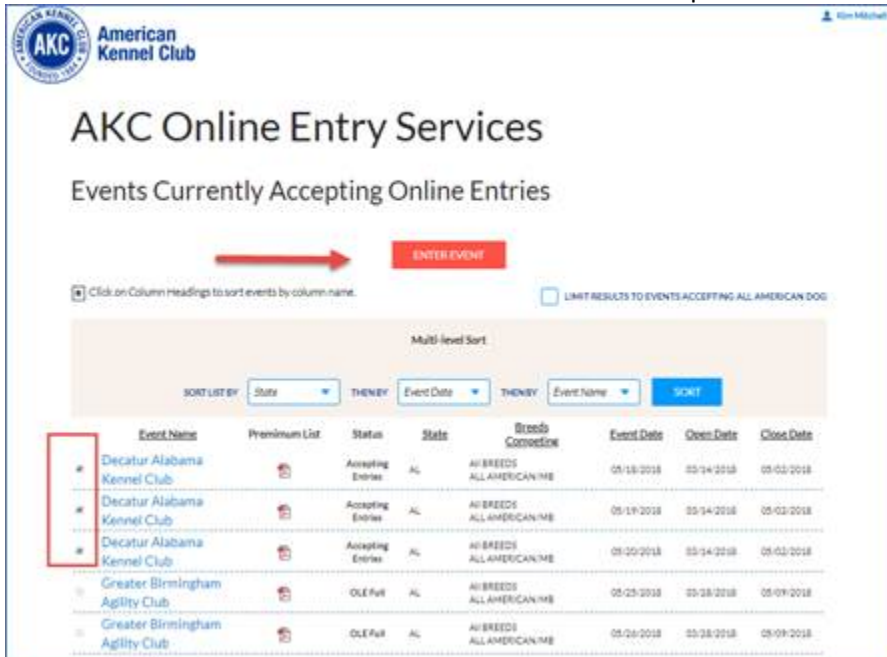 Kim Mitchell
AMERICAN KENNEL CLUB
AKC
FOUNDED 1884
American
Kennel Club
AKC Online Entry Services
Events Currently Accepting Online Entries
ENTER EVENT
Click on Column Headings to sort events by column name.
LIMIT RESULTS TO EVENTS ACCEPTING ALL AMERICAN DOG
Multi-level Sort
SORT LIST BY State THEN BY Event Date THEN BY Event Name SORT
Event Name Premimum List Status State Breeds Competing Event Date Open Date Close Date
Decatur Alabama Kennel Club Accepting Entries AL All BREEDS ALL AMERICAN/MB 05/18/2018 03/14/2018 05/02/2018
Decatur Alabama Kennel Club Accepting Entries AL All BREEDS ALL AMERICAN/MB 05/19/2018 03/14/2018 05/02/2018
Decatur Alabama Kennel Club Accepting Entries AL All BREEDS ALL AMERICAN/MB 05/20/2018 03/14/2018 05/02/2018
Greater Birmingham Agility Club OLE Full AL All BREEDS ALL AMERICAN/MB 05/25/2018 03/28/2018 05/09/2018
Greater Birmingham Agility Club OLE Full AL All BREEDS ALL AMERICAN/MB 05/26/2018 03/28/2018 05/09/2018